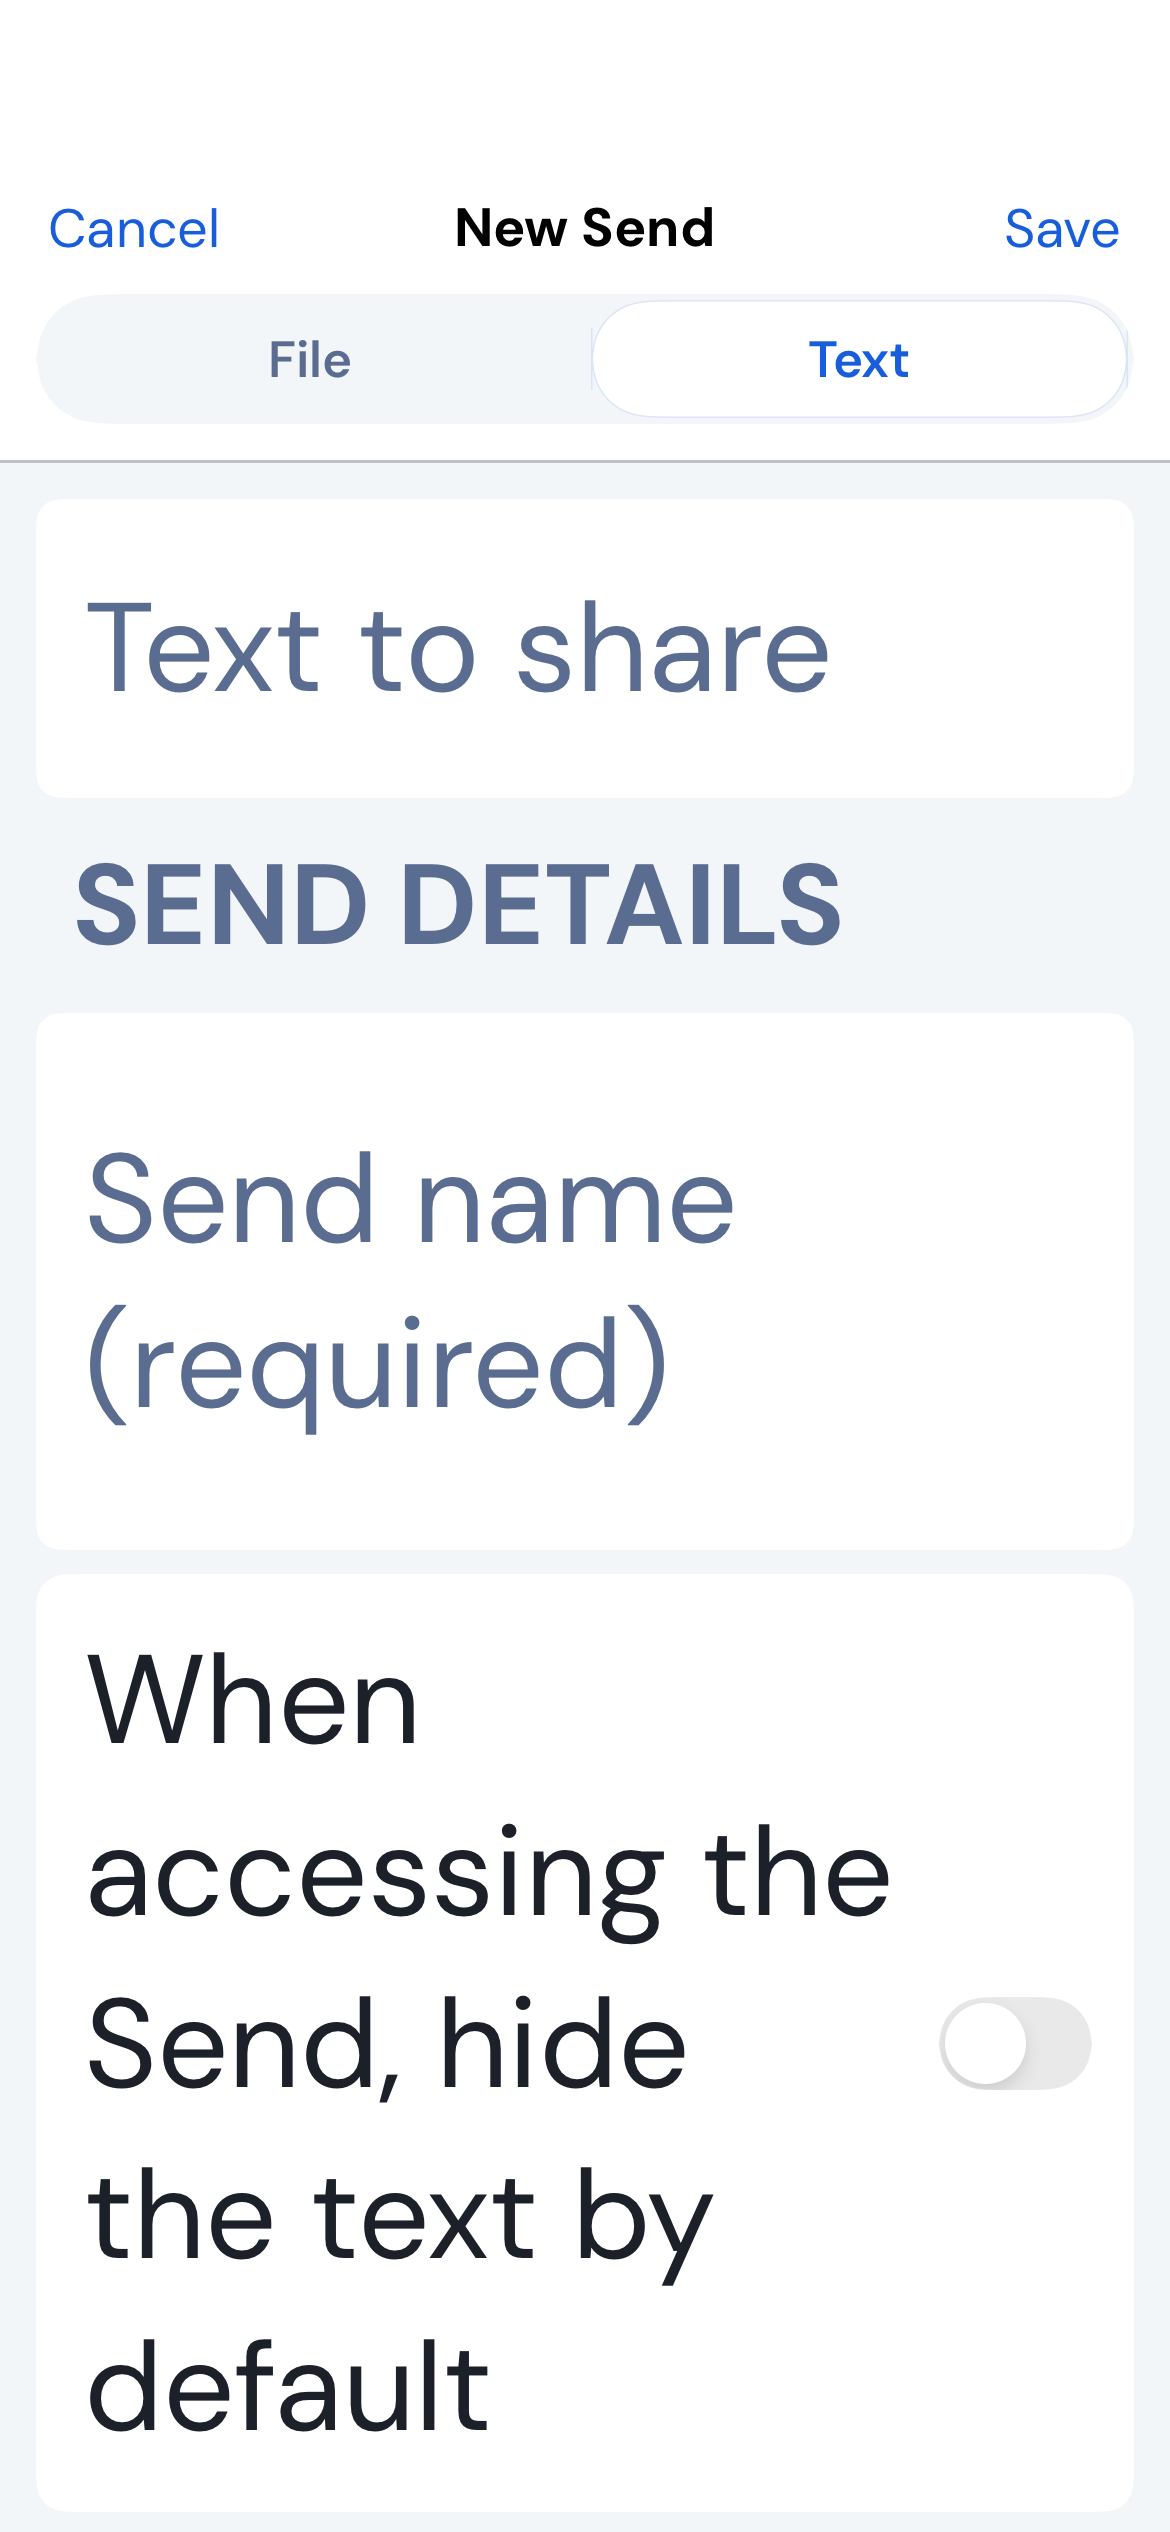 Cancel New Send Save
File Text
Text to share
SEND DETAILS
Send name
(required)
When
accessing the
Send, hide
the text by
default